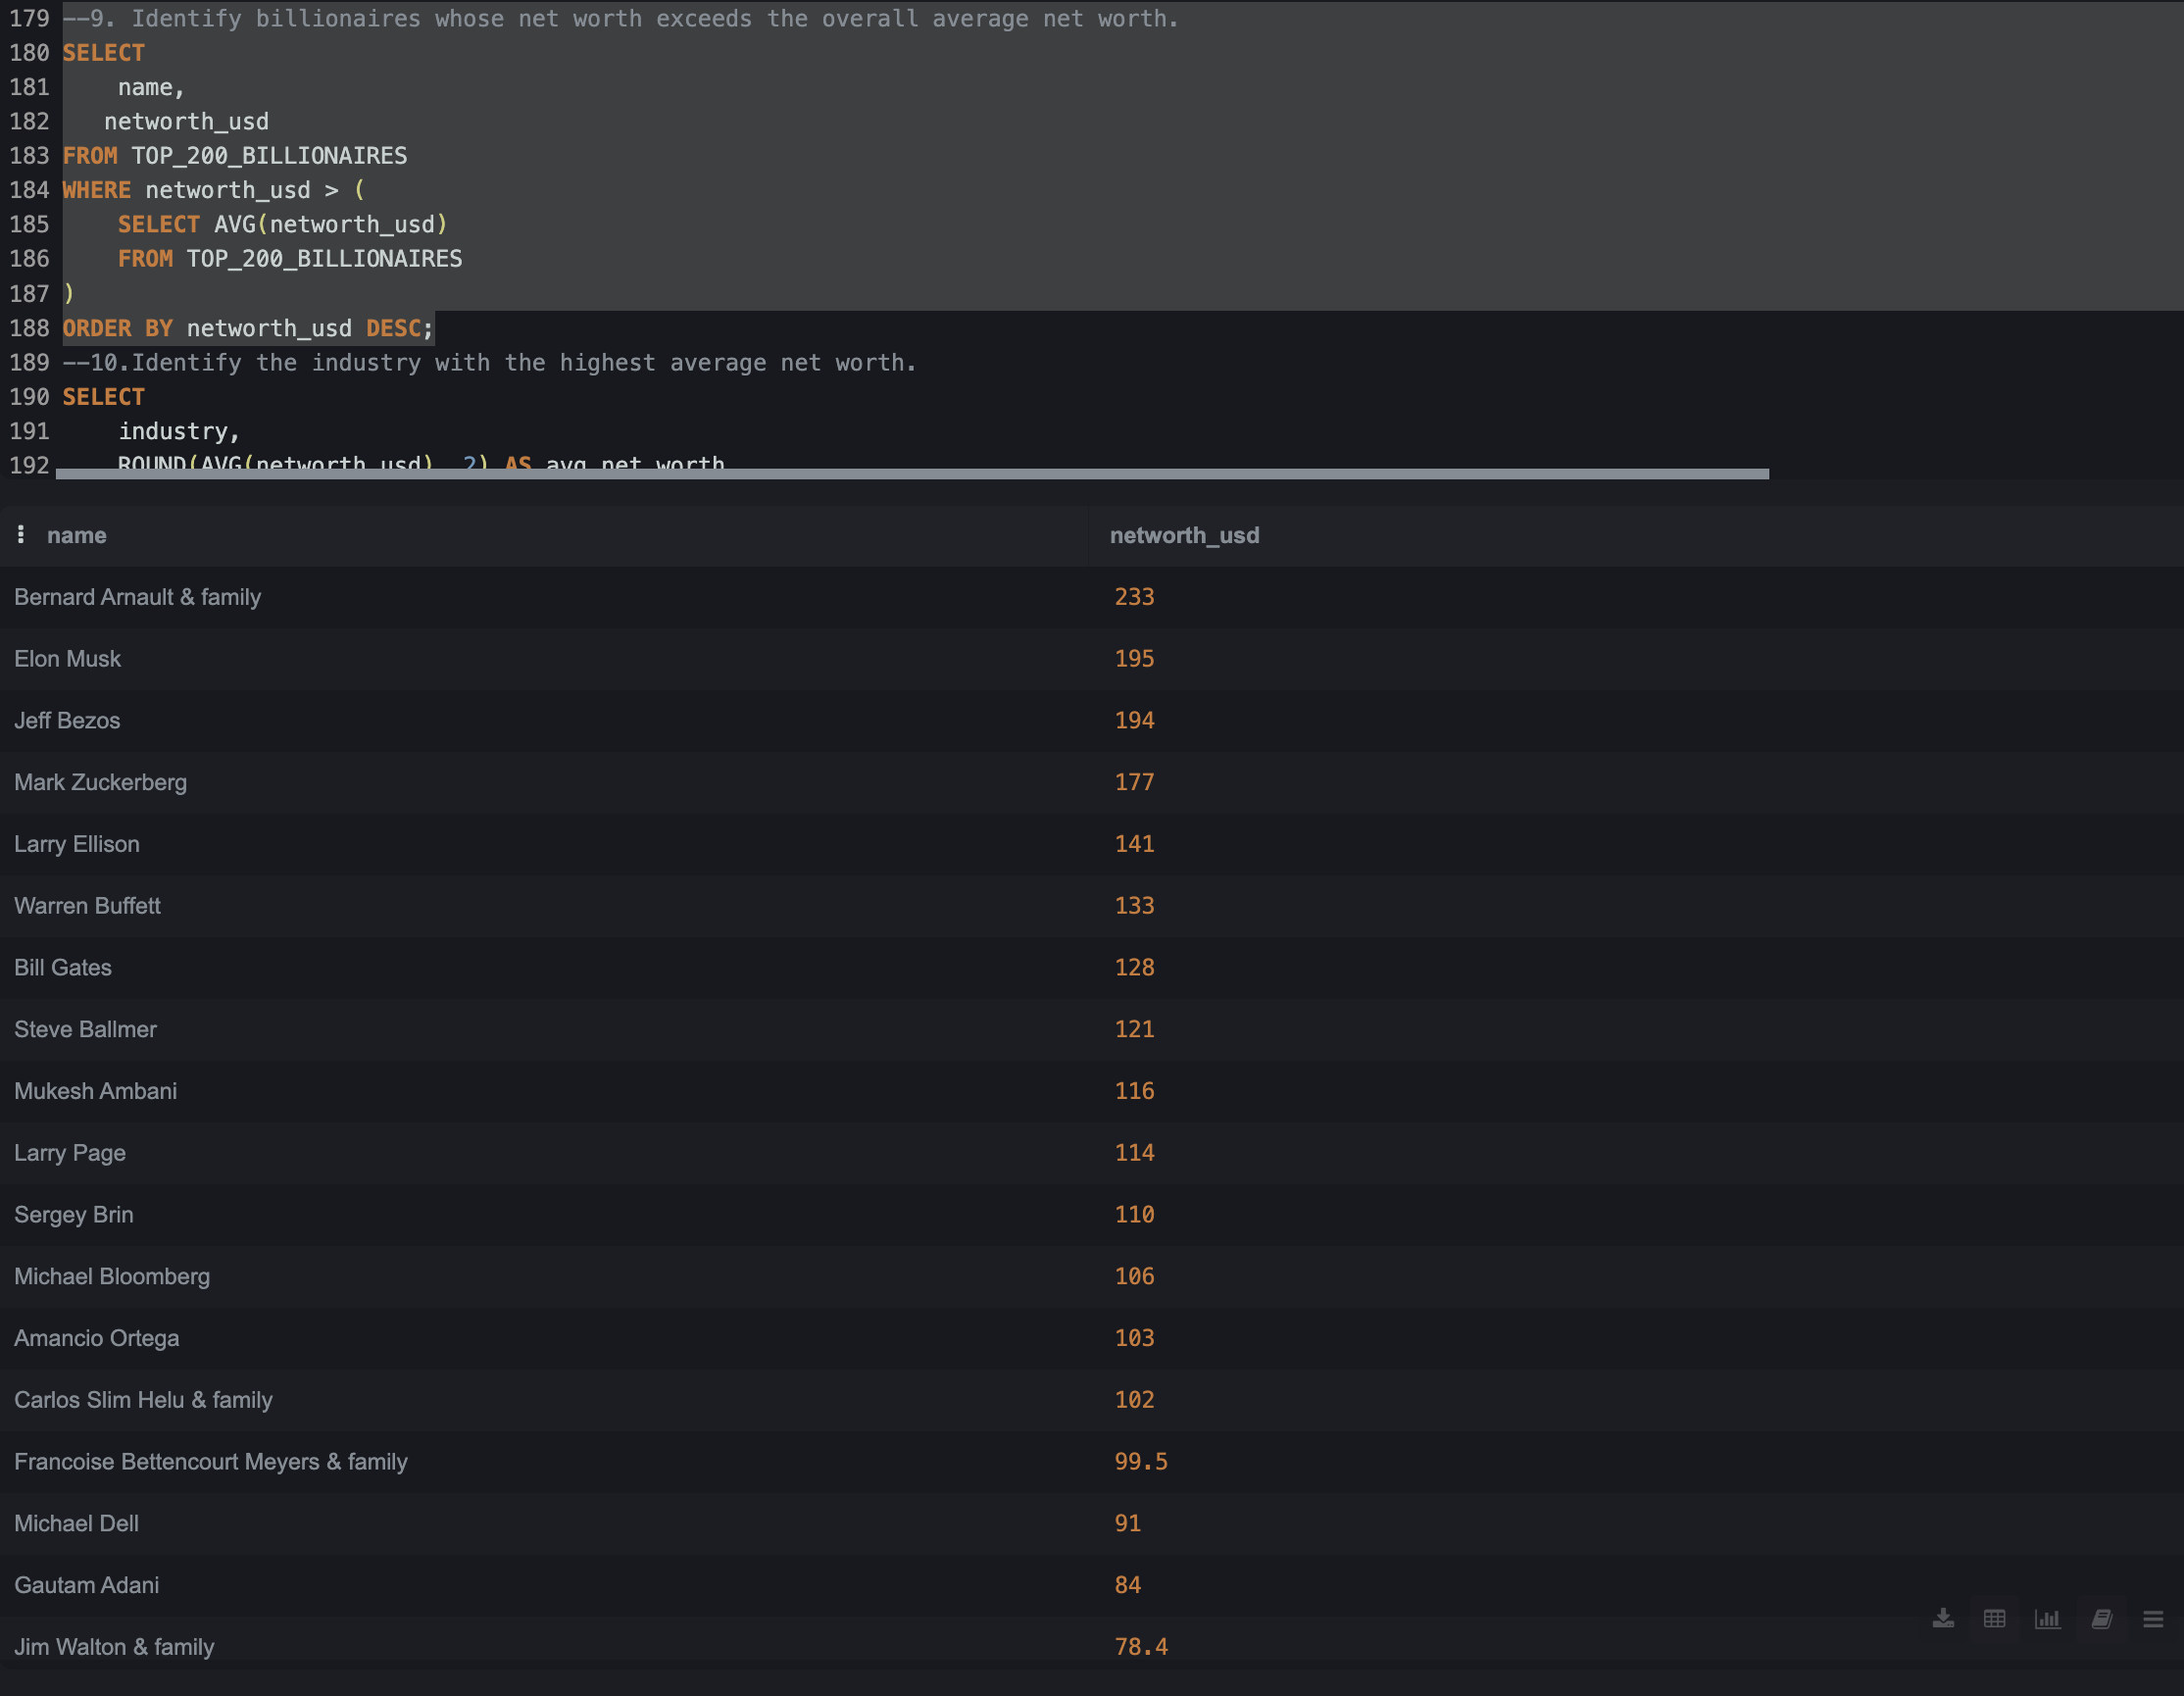 179 --9. Identify billionaires whose net worth exceeds the overall average net worth.
180 SELECT
181     name,
182    networth_usd
183 FROM TOP_200_BILLIONAIRES
184 WHERE networth_usd > (
185     SELECT AVG(networth_usd)
186     FROM TOP_200_BILLIONAIRES
187 )
188 ORDER BY networth_usd DESC;
189 --10.Identify the industry with the highest average net worth.
190 SELECT
191     industry,
192     ROUND(AVG(networth_usd), 2) AS avg_net_worth
name networth_usd
Bernard Arnault & family 233
Elon Musk 195
Jeff Bezos 194
Mark Zuckerberg 177
Larry Ellison 141
Warren Buffett 133
Bill Gates 128
Steve Ballmer 121
Mukesh Ambani 116
Larry Page 114
Sergey Brin 110
Michael Bloomberg 106
Amancio Ortega 103
Carlos Slim Helu & family 102
Francoise Bettencourt Meyers & family 99.5
Michael Dell 91
Gautam Adani 84
Jim Walton & family 78.4